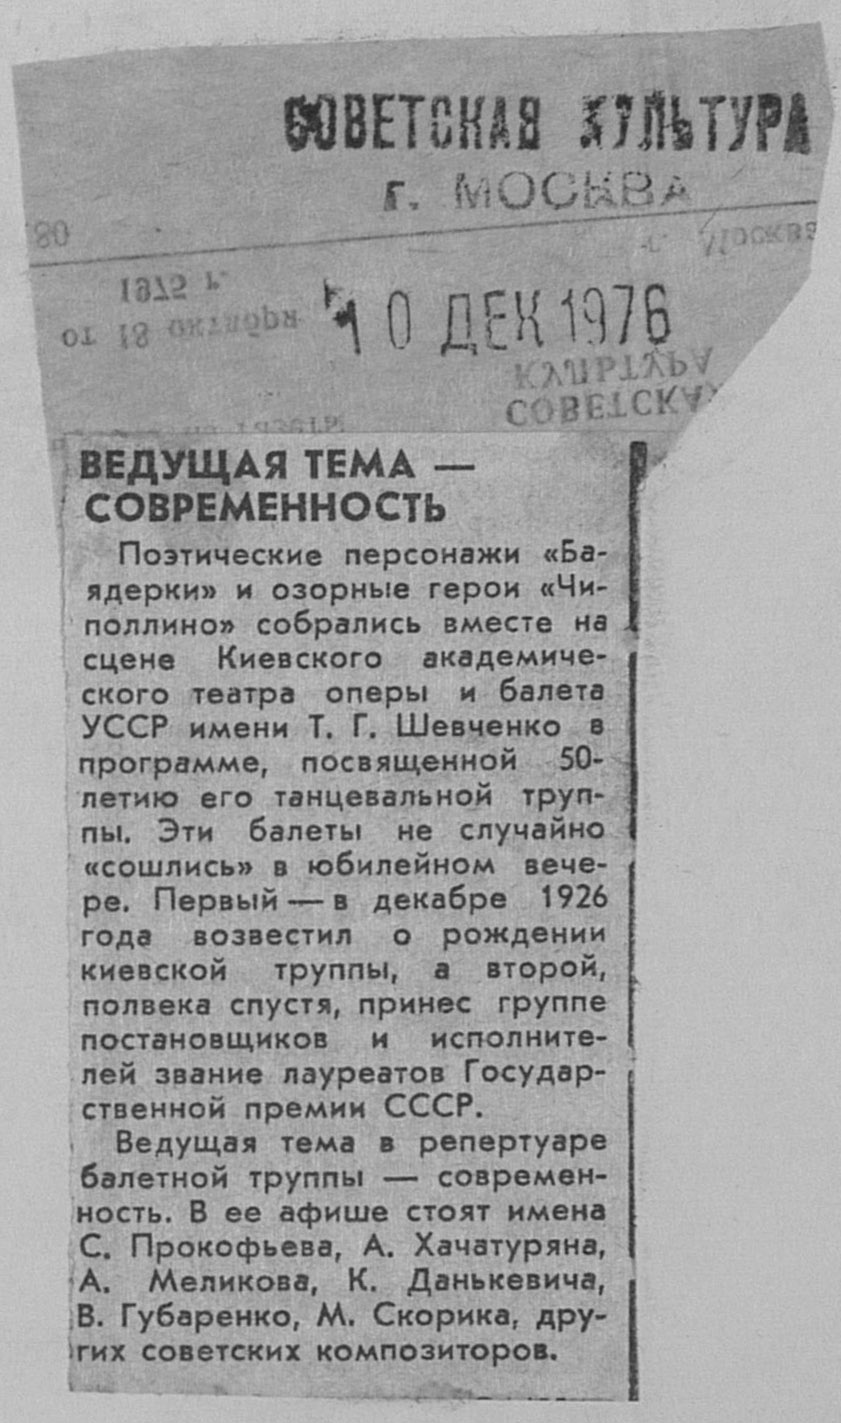 СОВЕТСКАЯ КУЛЬТУРА
г. МОСКВА
80
г. Москва
1975 г.
от 18 октября
10 ДЕК 1976
КУЛЬТУРА
СОВЕТСКАЯ
ВЕДУЩАЯ ТЕМА —
СОВРЕМЕННОСТЬ
Поэтические персонажи «Ба-
ядерки» и озорные герои «Чи-
поллино» собрались вместе на
сцене Киевского академиче-
ского театра оперы и балета
УССР имени Т. Г. Шевченко в
программе, посвященной 50-
летию его танцевальной труп-
пы. Эти балеты не случайно
«сошлись» в юбилейном вече-
ре. Первый — в декабре 1926
года возвестил о рождении
киевской труппы, а второй,
полвека спустя, принес группе
постановщиков и исполните-
лей звание лауреатов Государ-
ственной премии СССР.
Ведущая тема в репертуаре
балетной труппы — современ-
ность. В ее афише стоят имена
С. Прокофьева, А. Хачатуряна,
А. Меликова, К. Данькевича,
В. Губаренко, М. Скорика, дру-
гих советских композиторов.